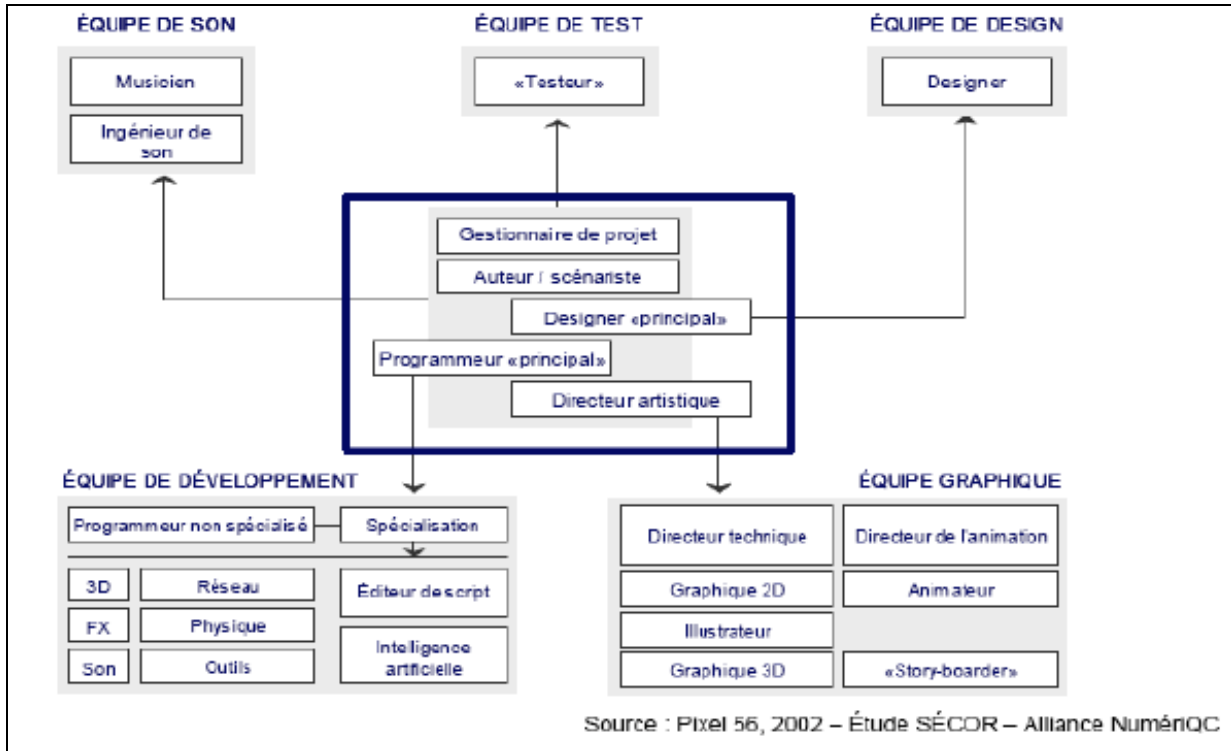 ÉQUIPE DE SON
Musicien
Ingénieur de
son
ÉQUIPE DE TEST
«Testeur»
ÉQUIPE DE DESIGN
Designer
Gestionnaire de projet
Auteur / scénariste
Designer «principal»
Programmeur «principal»
Directeur artistique
ÉQUIPE DE DÉVELOPPEMENT
Programmeur non spécialisé
Spécialisation
3D
Réseau
Éditeur de script
FX
Physique
Intelligence
artificielle
Son
Outils
ÉQUIPE GRAPHIQUE
Directeur technique
Directeur de l'animation
Graphique 2D
Animateur
Illustrateur
Graphique 3D
«Story-boarder»
Source : Pixel 56, 2002 – Étude SÉCOR – Alliance NumériQC